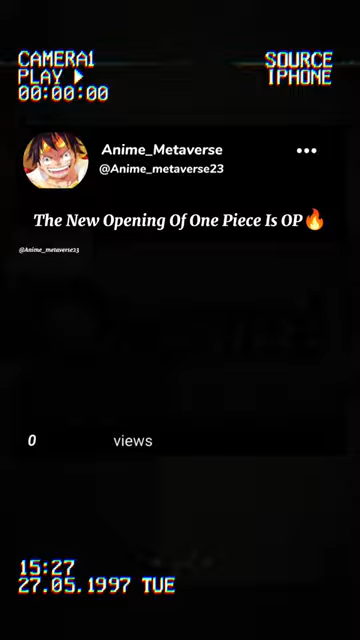 CAMERA1
PLAY
00:00:00
SOURCE
IPHONE
Anime_Metaverse
@Anime_metaverse23
The New Opening Of One Piece Is OP🔥
@Anime_metaverse23
0 views
15:27
27.05.1997 TUE